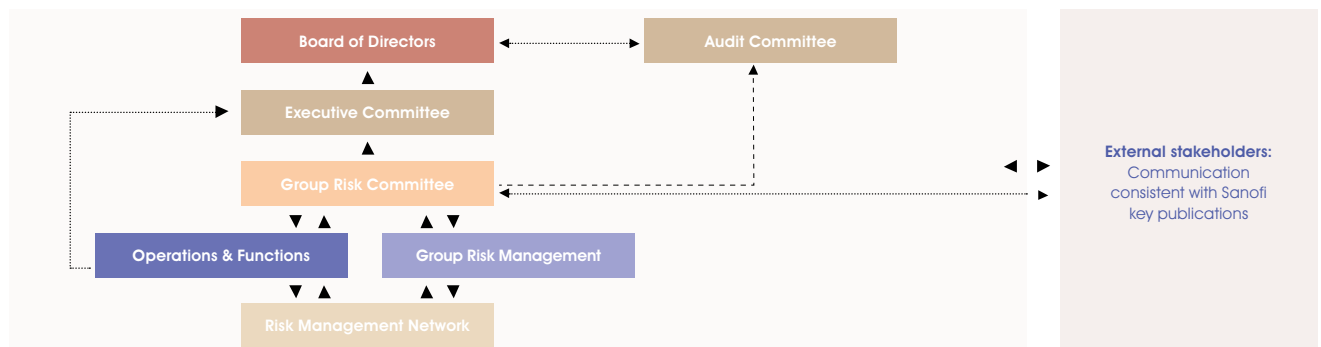 Board of Directors
Audit Committee
Executive Committee
Group Risk Committee
Operations & Functions
Group Risk Management
Risk Management Network
External stakeholders:
Communication
consistent with Sanofi
key publications